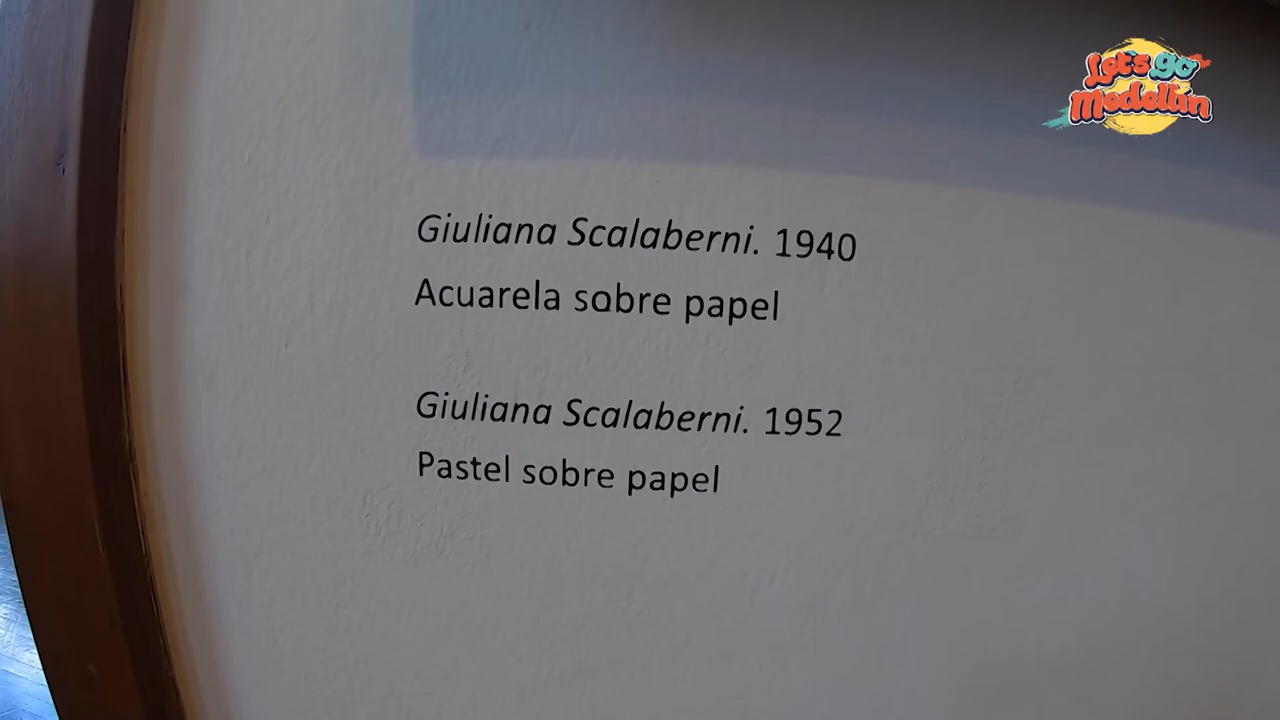 Let's go
Medellín
Giuliana Scalaberni. 1940
Acuarela sobre papel
Giuliana Scalaberni. 1952
Pastel sobre papel